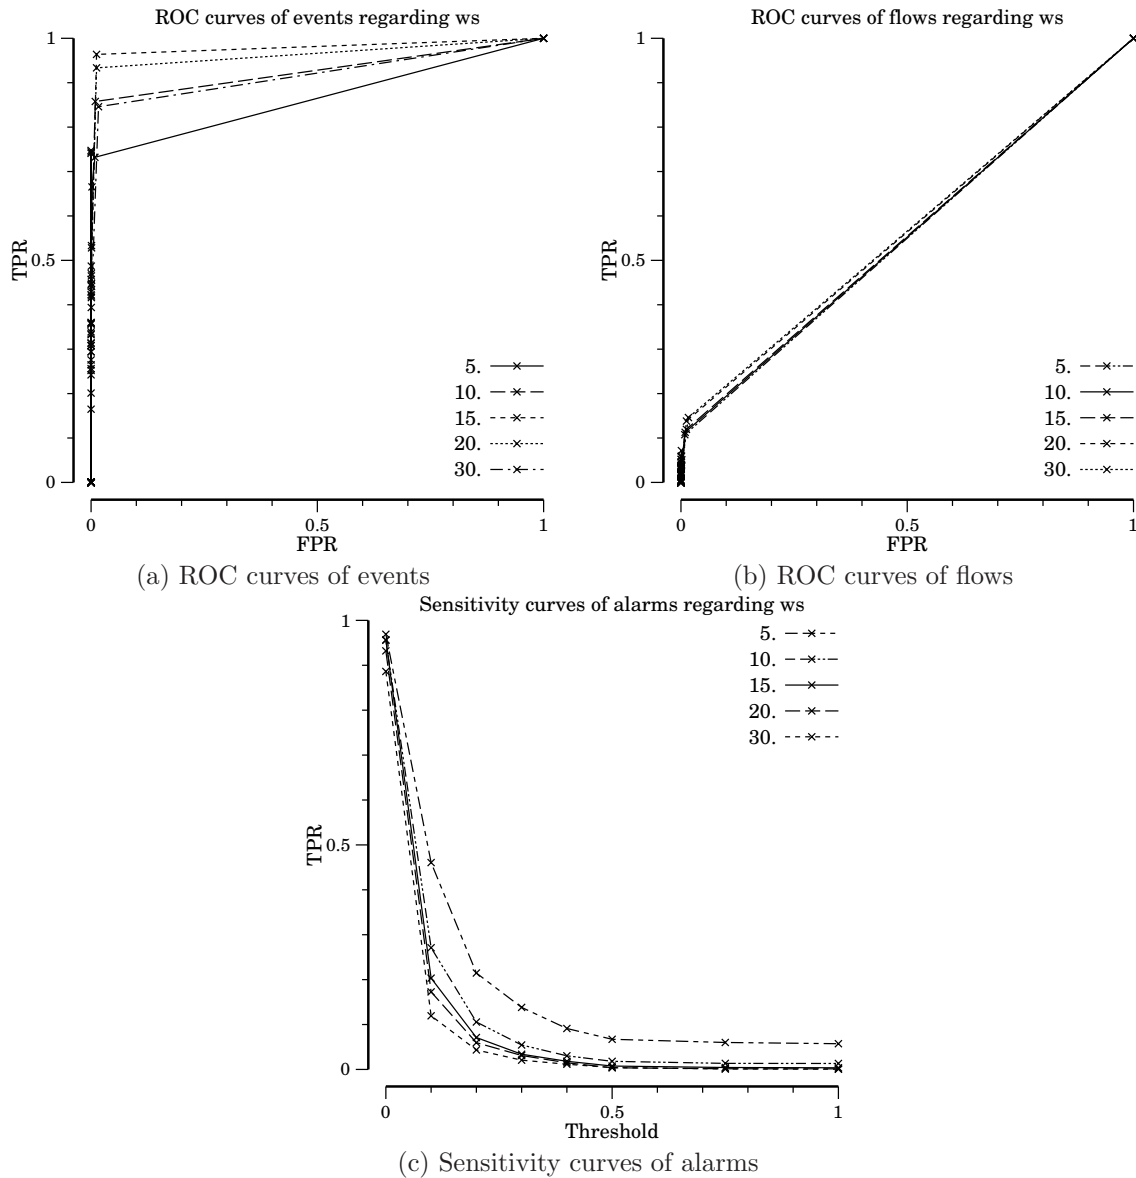 ROC curves of events regarding ws
1
TPR
0.5
0
5.
10.
15.
20.
30.
0
0.5
1
FPR
(a) ROC curves of events
ROC curves of flows regarding ws
1
TPR
0.5
0
5.
10.
15.
20.
30.
0
0.5
1
FPR
(b) ROC curves of flows
Sensitivity curves of alarms regarding ws
1
TPR
0.5
0
5.
10.
15.
20.
30.
0
0.5
1
Threshold
(c) Sensitivity curves of alarms